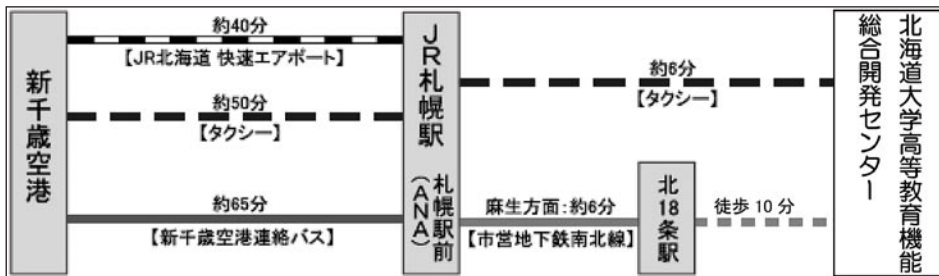 新千歳空港
約40分
【JR北海道 快速エアポート】
約50分
【タクシー】
約65分
【新千歳空港連絡バス】
JR札幌駅
札幌駅前
(ANA)
約6分
【タクシー】
麻生方面:約6分
【市営地下鉄南北線】
北18条駅
徒歩 10 分
北海道大学高等教育機能
総合開発センター